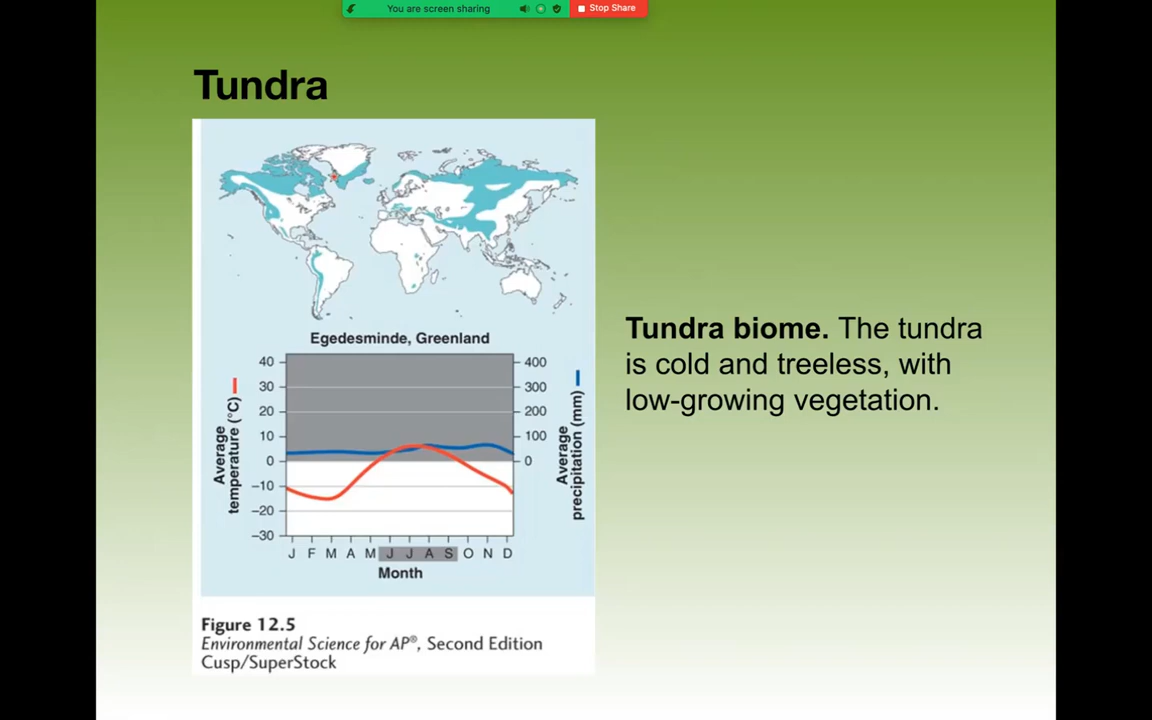 You are screen sharing
Stop Share
Tundra
Egedesminde, Greenland
40
30
20
10
0
−10
−20
−30
400
300
200
100
0
Average
temperature (°C)
Average
precipitation (mm)
J F M A M J J A S O N D
Month
Figure 12.5
Environmental Science for AP®, Second Edition
Cusp/SuperStock
Tundra biome. The tundra
is cold and treeless, with
low-growing vegetation.